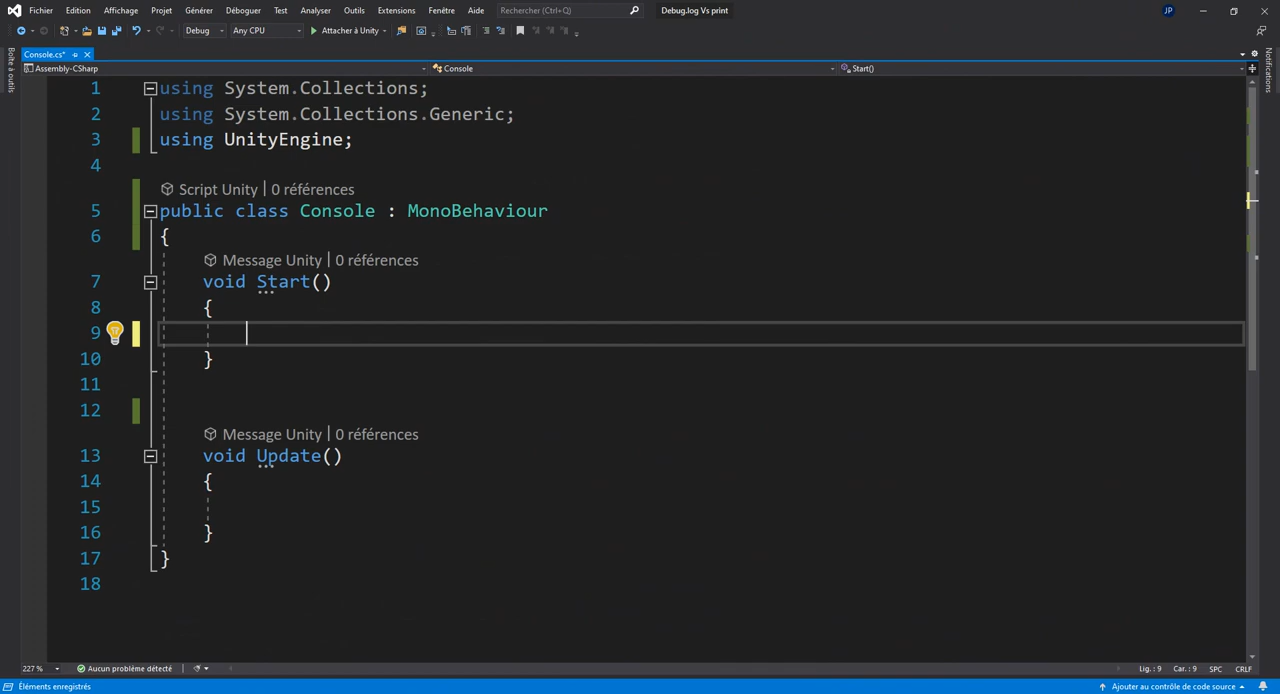 Fichier Edition Affichage Projet Générer Déboguer Test Analyser Outils Extensions Fenêtre Aide Rechercher (Ctrl+Q) Debug.log Vs print JP
Debug Any CPU Attacher à Unity
Console.cs*
Assembly-CSharp Console Start()
Boîte à outils
Notifications
1 using System.Collections;
2 using System.Collections.Generic;
3 using UnityEngine;
4
Script Unity | 0 références
5 public class Console : MonoBehaviour
6 {
Message Unity | 0 références
7 void Start()
8 {
9
10 }
11
12
Message Unity | 0 références
13 void Update()
14 {
15
16 }
17 }
18
227 % Aucun problème détecté Lig. : 9 Car. : 9 SPC CRLF
Éléments enregistrés Ajouter au contrôle de code source